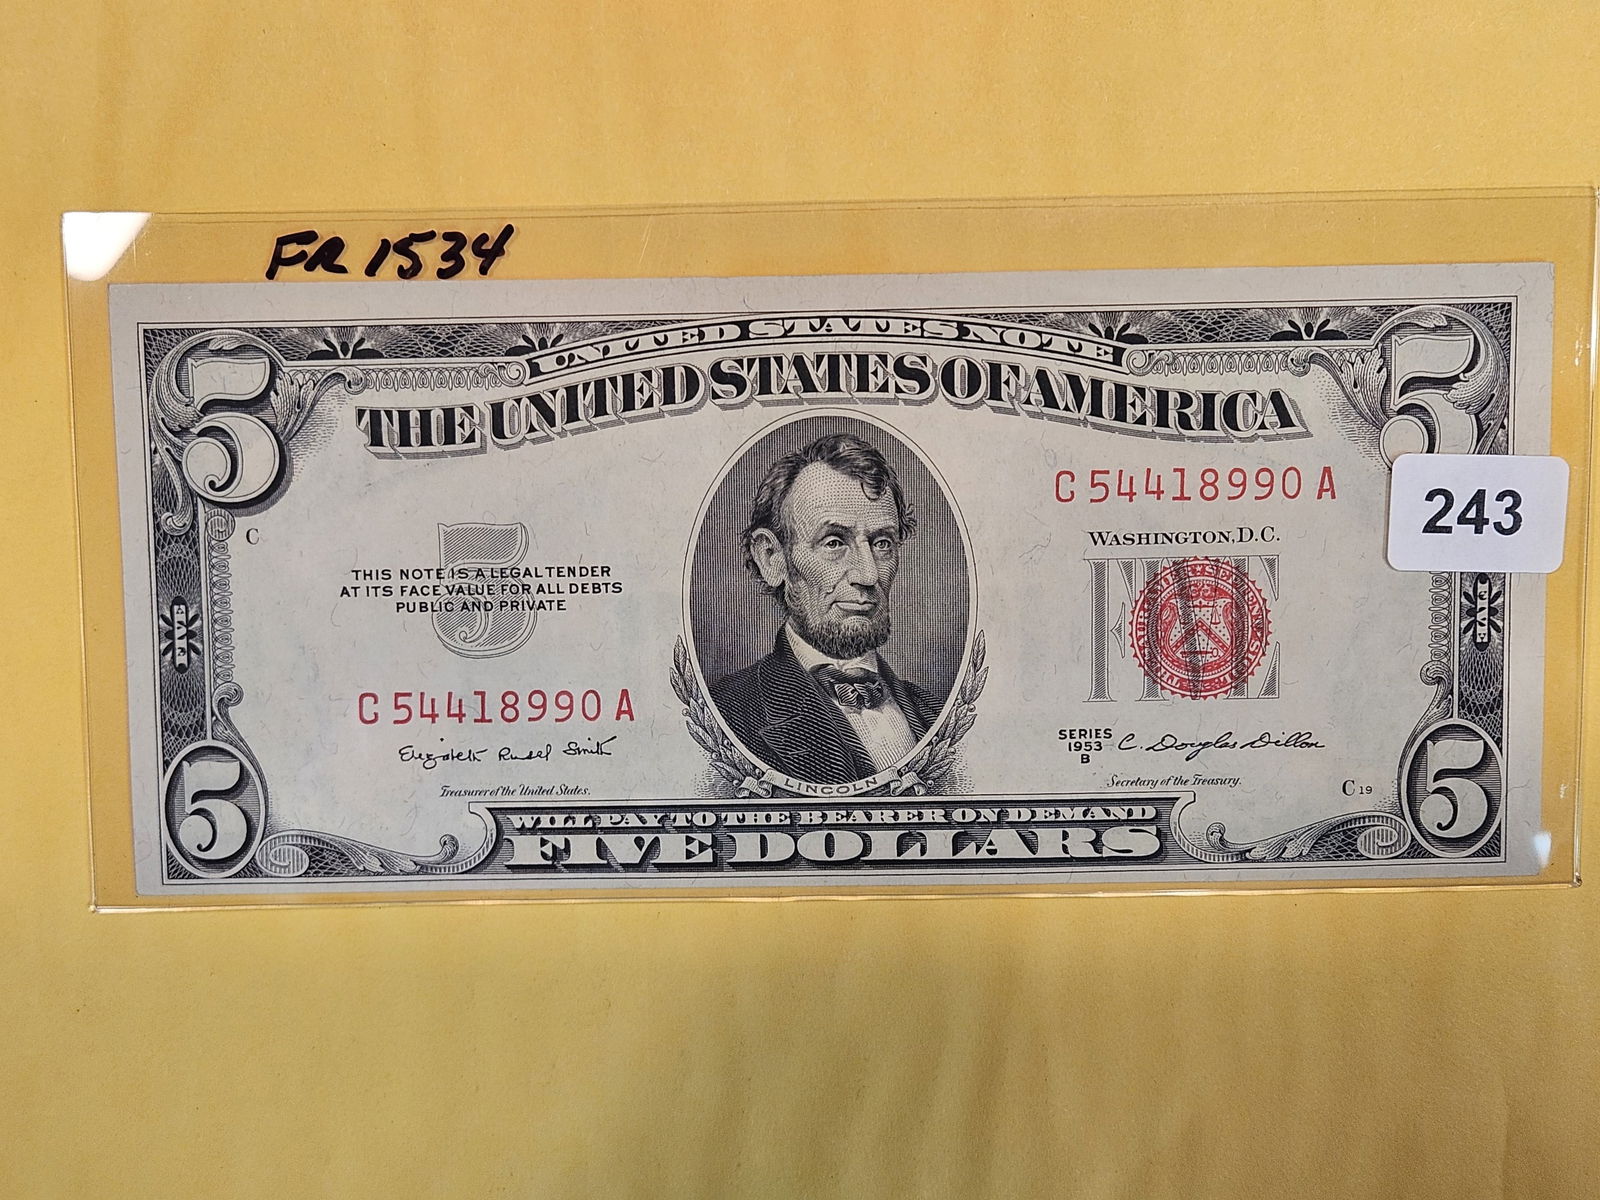 FR 1534
UNITED STATES NOTE
THE UNITED STATES OF AMERICA
5
5
C 54418990 A
243
WASHINGTON, D.C.
C
5
THIS NOTE IS A LEGAL TENDER
AT ITS FACE VALUE FOR ALL DEBTS
PUBLIC AND PRIVATE
FIVE
FIVE
FIVE
C 54418990 A
Elizabeth Rudel Smith
Treasurer of the United States.
SERIES
1953
B
C. Douglas Dillon
Secretary of the Treasury.
C 19
LINCOLN
5
5
WILL PAY TO THE BEARER ON DEMAND
FIVE DOLLARS